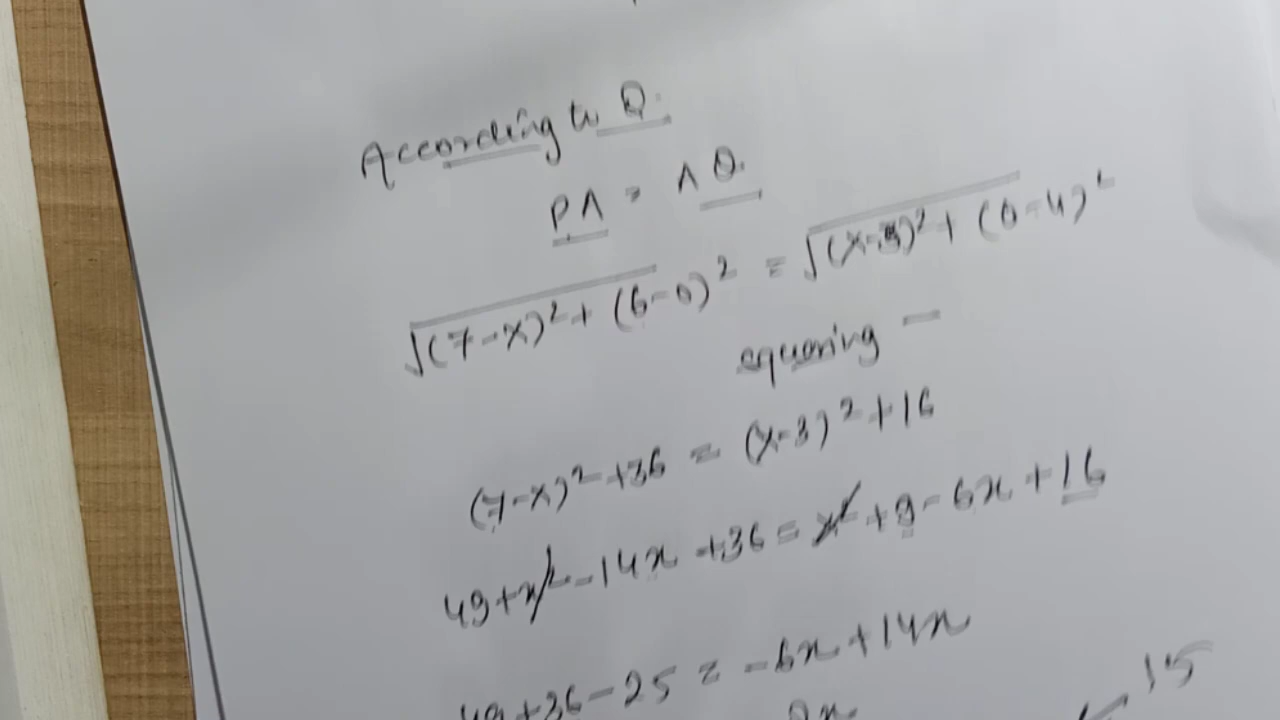 According to Q.
PA = AQ.
√(7-x)² + (6-0)² = √(x-3)² + (0-4)²
squaring —
(7-x)² + 36 = (x-3)² + 16
49 + x² - 14x + 36 = x² + 9 - 6x + 16
49 + 36 - 25 = -6x + 14x
15